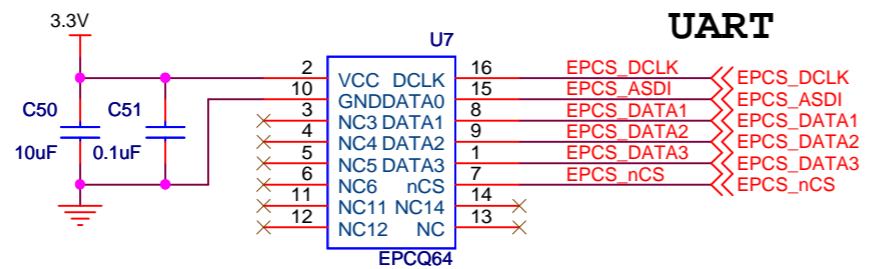 3.3V
UART
U7
2 VCC DCLK 16 EPCS_DCLK EPCS_DCLK
10 GND DATA0 15 EPCS_ASDI EPCS_ASDI
3 NC3 DATA1 8 EPCS_DATA1 EPCS_DATA1
4 NC4 DATA2 9 EPCS_DATA2 EPCS_DATA2
5 NC5 DATA3 1 EPCS_DATA3 EPCS_DATA3
6 NC6 nCS 7 EPCS_nCS EPCS_nCS
11 NC11 NC14 14
12 NC12 NC 13
EPCQ64
C50 C51
10uF 0.1uF